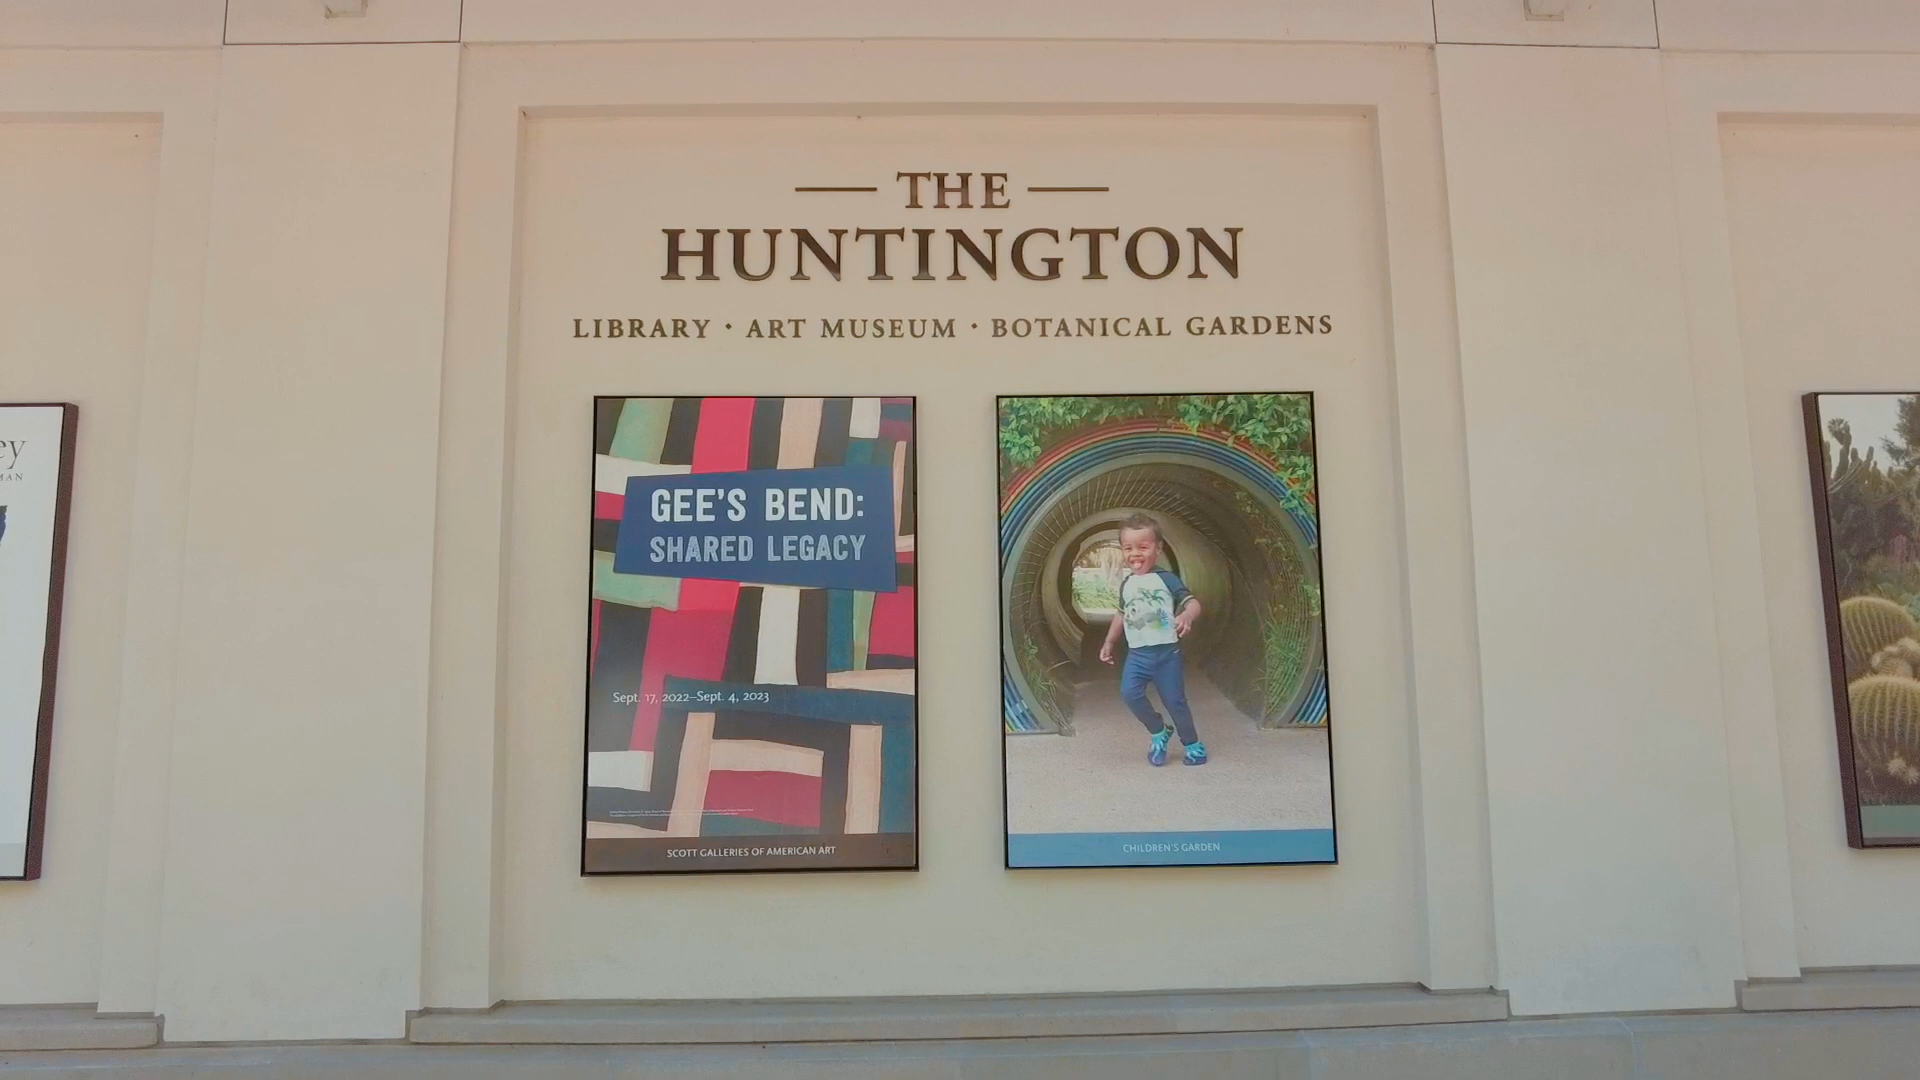 THE
HUNTINGTON
LIBRARY · ART MUSEUM · BOTANICAL GARDENS
GEE'S BEND:
SHARED LEGACY
Sept. 17, 2022–Sept. 4, 2023
SCOTT GALLERIES OF AMERICAN ART
CHILDREN'S GARDEN